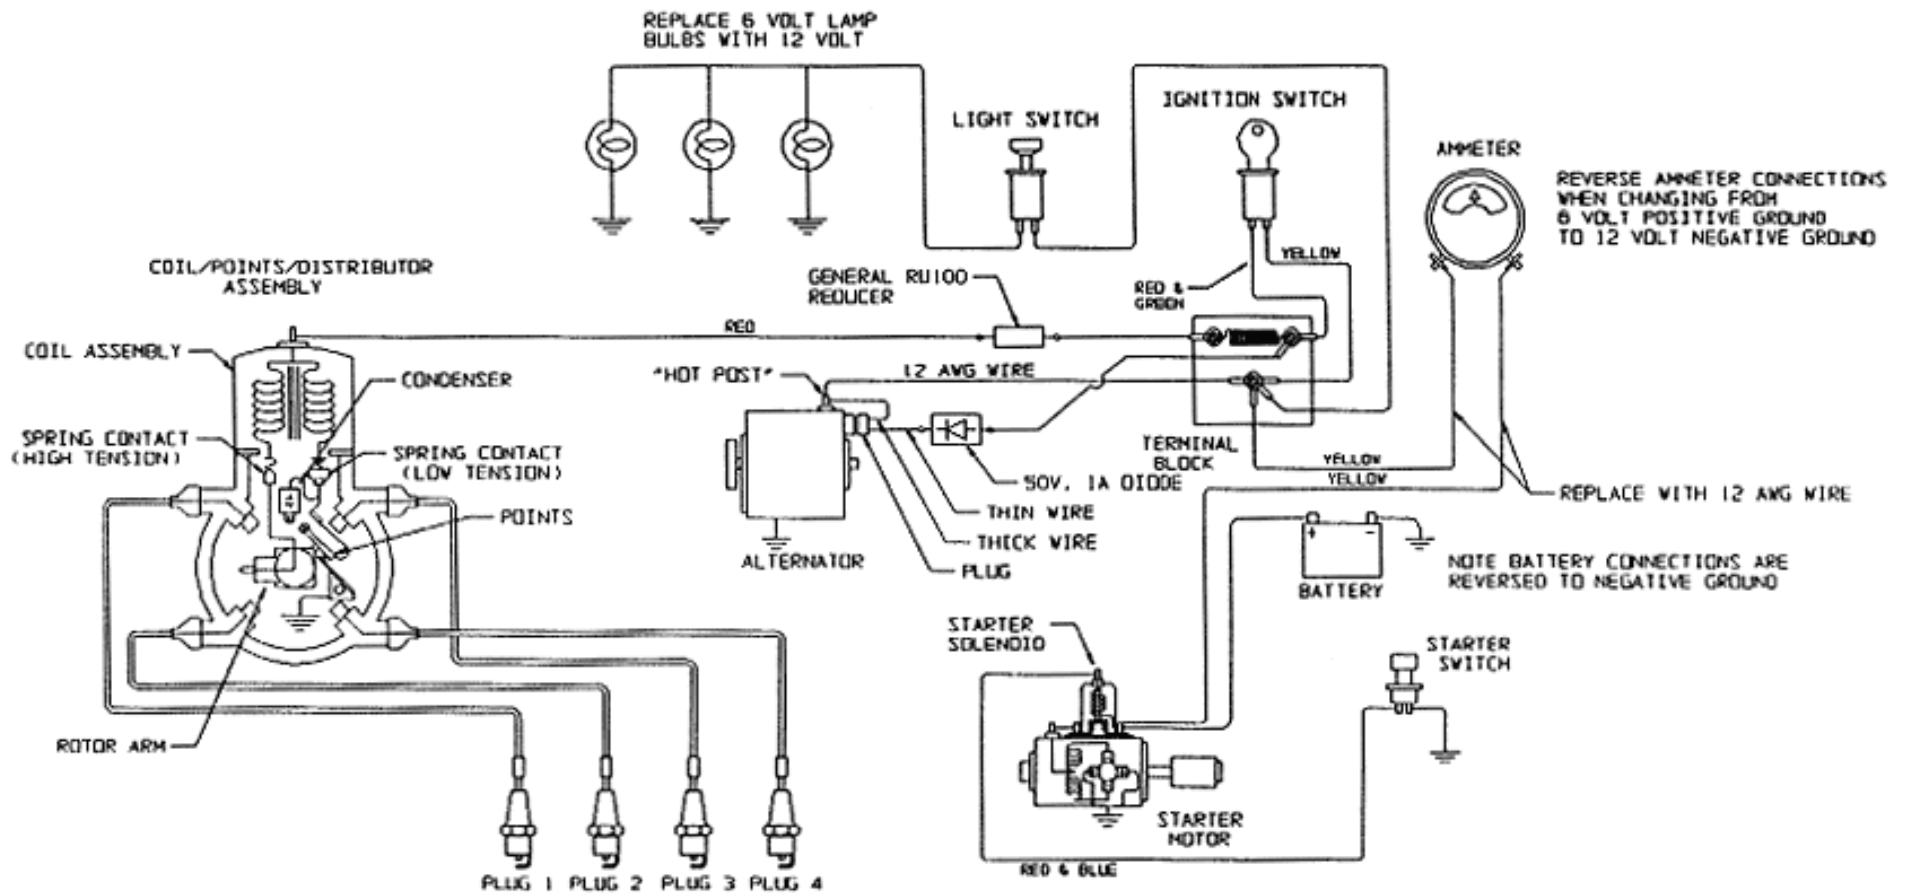 REPLACE 6 VOLT LAMP
BULBS WITH 12 VOLT
LIGHT SWITCH
IGNITION SWITCH
AMMETER
REVERSE AMMETER CONNECTIONS
WHEN CHANGING FROM
6 VOLT POSITIVE GROUND
TO 12 VOLT NEGATIVE GROUND
YELLOW
RED &
GREEN
GENERAL RU100
REDUCER
COIL/POINTS/DISTRIBUTOR
ASSEMBLY
RED
COIL ASSEMBLY
CONDENSER
"HOT POST"
12 AWG WIRE
SPRING CONTACT
(HIGH TENSION)
SPRING CONTACT
(LOW TENSION)
TERMINAL
BLOCK
YELLOW
YELLOW
50V, 1A DIODE
REPLACE WITH 12 AWG WIRE
THIN WIRE
POINTS
THICK WIRE
ALTERNATOR
PLUG
+
-
BATTERY
NOTE BATTERY CONNECTIONS ARE
REVERSED TO NEGATIVE GROUND
STARTER
SOLENOID
STARTER
SWITCH
ROTOR ARM
STARTER
MOTOR
RED & BLUE
PLUG 1
PLUG 2
PLUG 3
PLUG 4